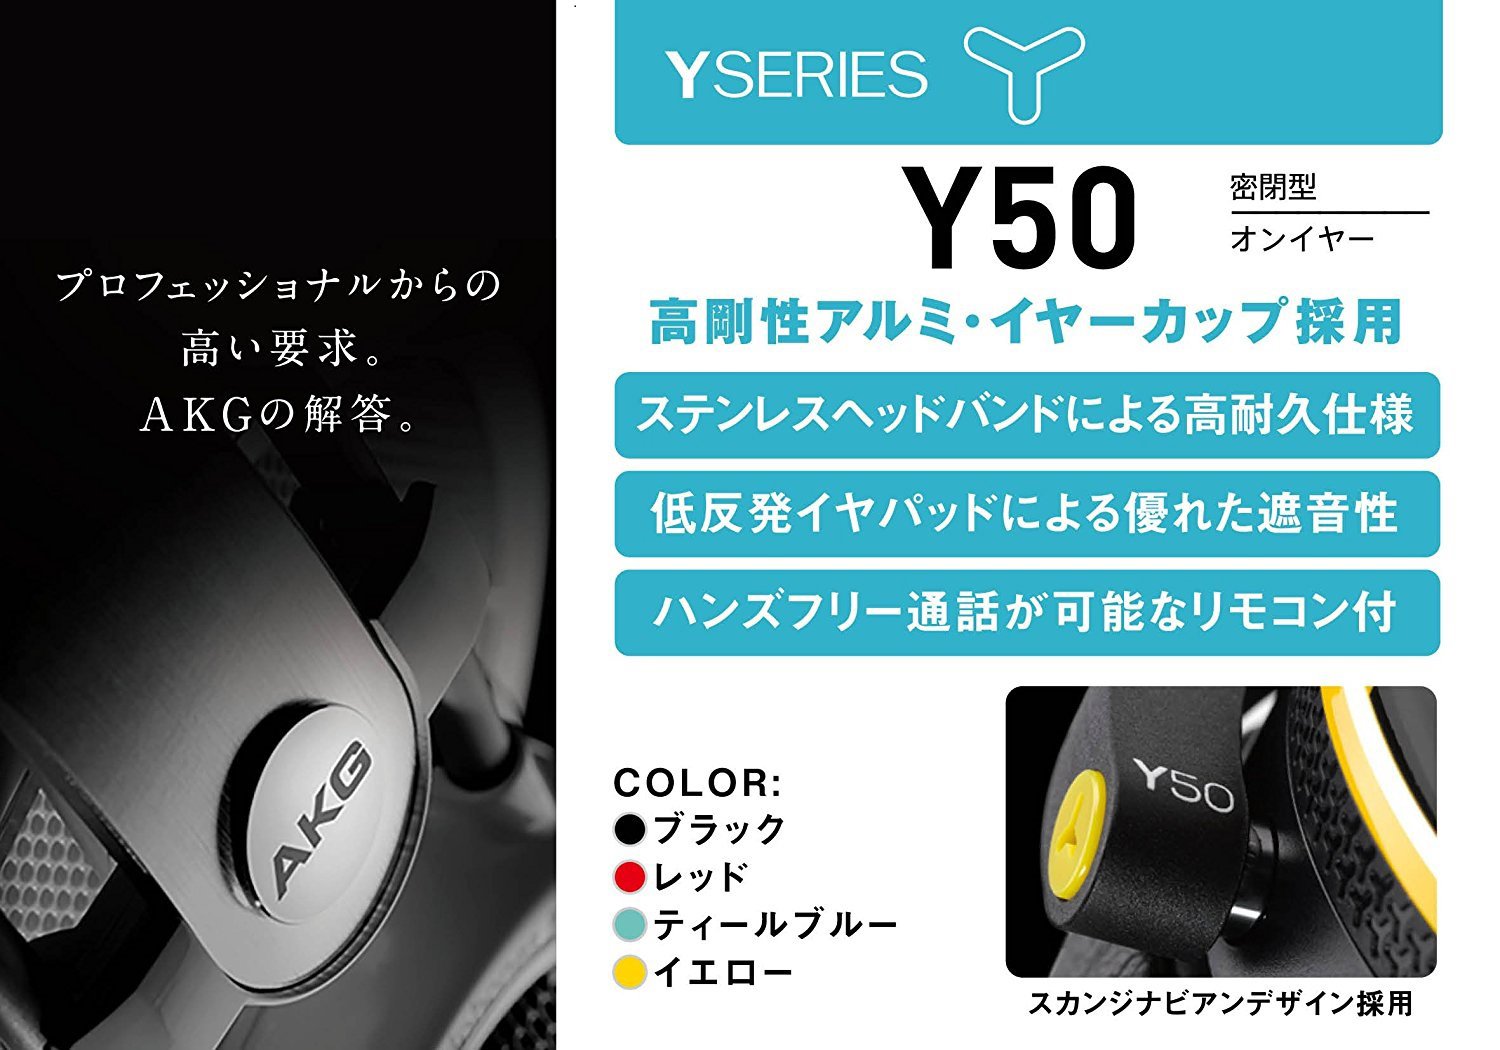 プロフェッショナルからの
高い要求。
AKGの解答。
AKG
YSERIES
Y50
密閉型
オンイヤー
高剛性アルミ・イヤーカップ採用
ステンレスヘッドバンドによる高耐久仕様
低反発イヤパッドによる優れた遮音性
ハンズフリー通話が可能なリモコン付
COLOR:
ブラック
レッド
ティールブルー
イエロー
Y50
スカンジナビアンデザイン採用